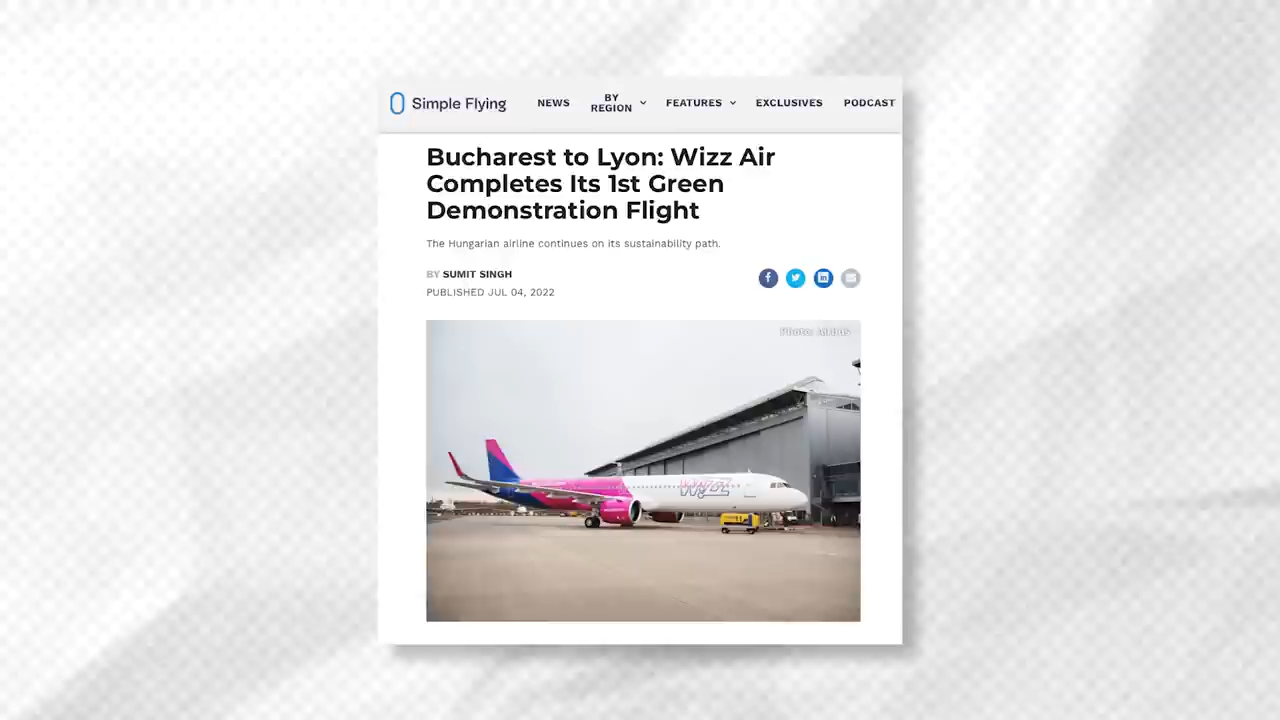 Simple Flying
NEWS
BY
REGION
FEATURES
EXCLUSIVES
PODCAST
Bucharest to Lyon: Wizz Air
Completes Its 1st Green
Demonstration Flight
The Hungarian airline continues on its sustainability path.
BY SUMIT SINGH
PUBLISHED JUL 04, 2022
Photo: Airbus
WIZZ